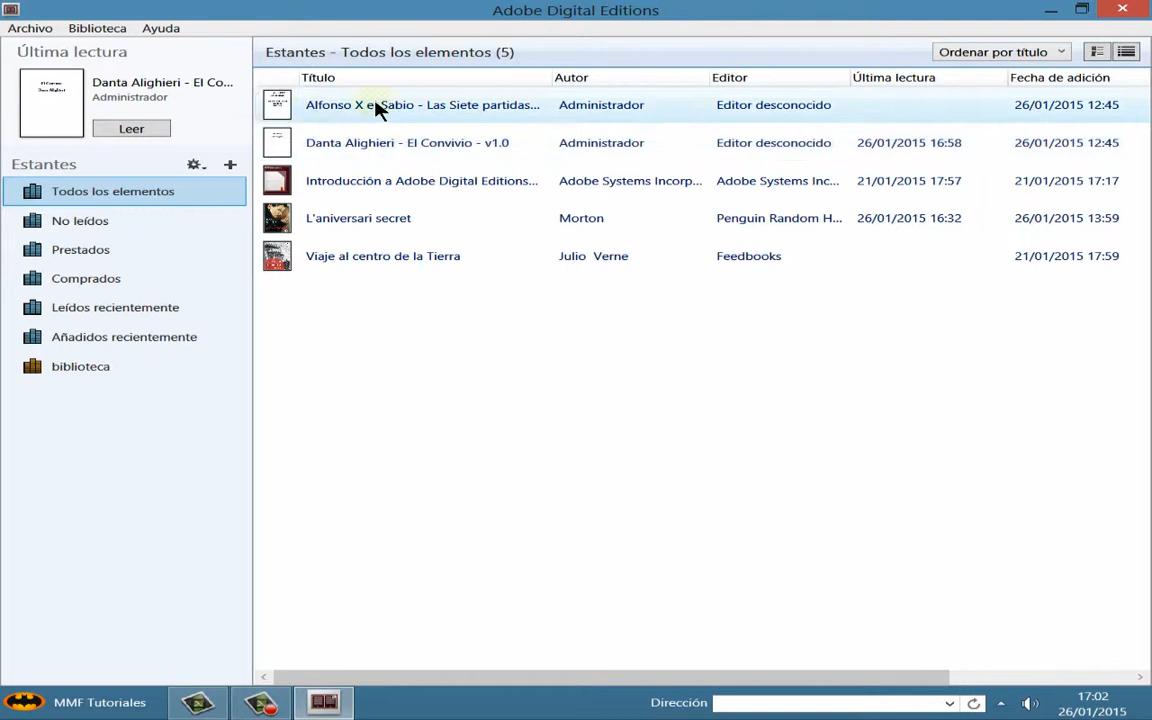 Adobe Digital Editions
Archivo Biblioteca Ayuda
Última lectura
Danta Alighieri - El Co...
Administrador
Leer
Estantes
Todos los elementos
No leídos
Prestados
Comprados
Leídos recientemente
Añadidos recientemente
biblioteca
Estantes - Todos los elementos (5)
Ordenar por título
Título Autor Editor Última lectura Fecha de adición
Alfonso X el Sabio - Las Siete partidas... Administrador Editor desconocido 26/01/2015 12:45
Danta Alighieri - El Convivio - v1.0 Administrador Editor desconocido 26/01/2015 16:58 26/01/2015 12:45
Introducción a Adobe Digital Editions... Adobe Systems Incorp... Adobe Systems Inc... 21/01/2015 17:57 21/01/2015 17:17
L'aniversari secret Morton Penguin Random H... 26/01/2015 16:32 26/01/2015 13:59
Viaje al centro de la Tierra Julio Verne Feedbooks 21/01/2015 17:59
MMF Tutoriales
Dirección
17:02
26/01/2015